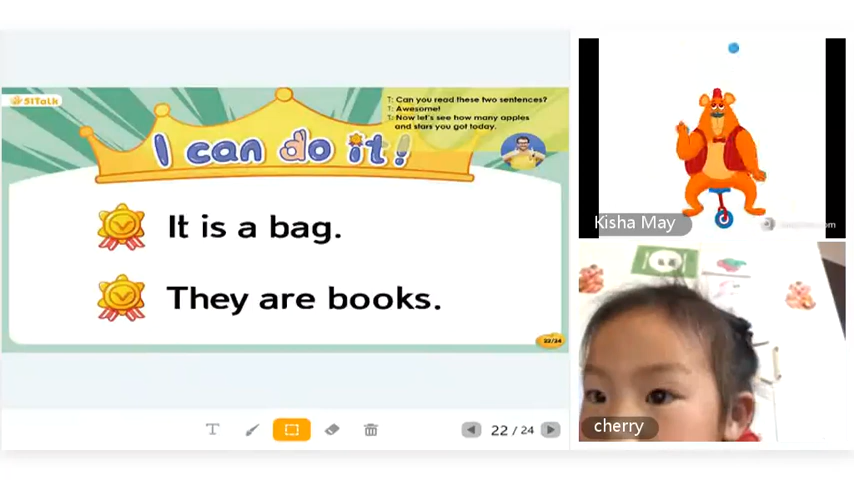 51Talk
T: Can you read these two sentences?
T: Awesome!
T: Now let's see how many apples
and stars you got today.
I can do it!
It is a bag.
They are books.
22/24
T
22 / 24
Kisha May
cherry